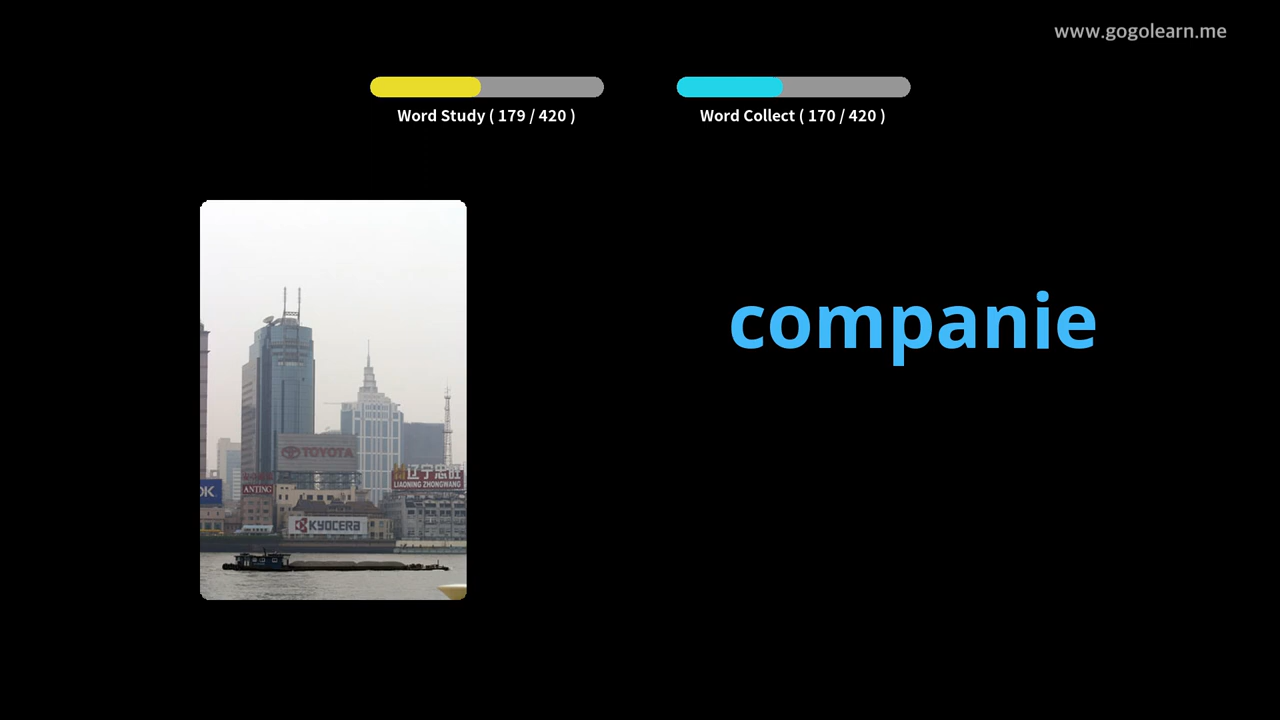 www.gogolearn.me
Word Study ( 179 / 420 )
Word Collect ( 170 / 420 )
companie
TOYOTA
辽宁忠旺
LIAONING ZHONGWANG
OK
ANTING
KYOCERA